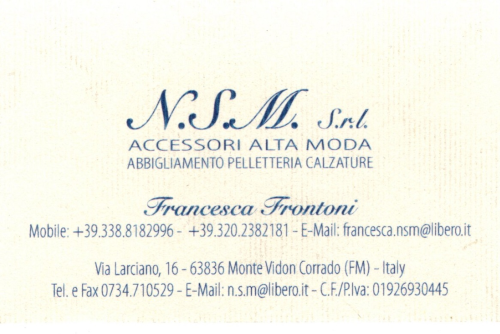 N.S.M. S.r.l.
ACCESSORI ALTA MODA
ABBIGLIAMENTO PELLETTERIA CALZATURE
Francesca Frontoni
Mobile: +39.338.8182996 - +39.320.2382181 - E-Mail: francesca.nsm@libero.it
Via Larciano, 16 - 63836 Monte Vidon Corrado (FM) - Italy
Tel. e Fax 0734.710529 - E-Mail: n.s.m@libero.it - C.F./P.Iva: 01926930445